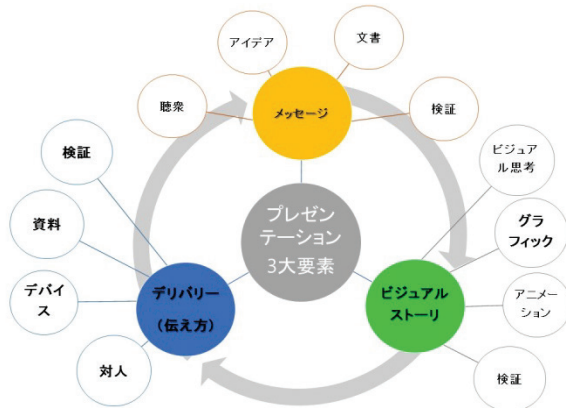 アイデア
文書
聴衆
メッセージ
検証
検証
ビジュア
ル思考
資料
プレゼン
テーション
3大要素
グラ
フィック
デバイ
ス
デリバリー
(伝え方)
ビジュアル
ストーリ
アニメー
ション
対人
検証